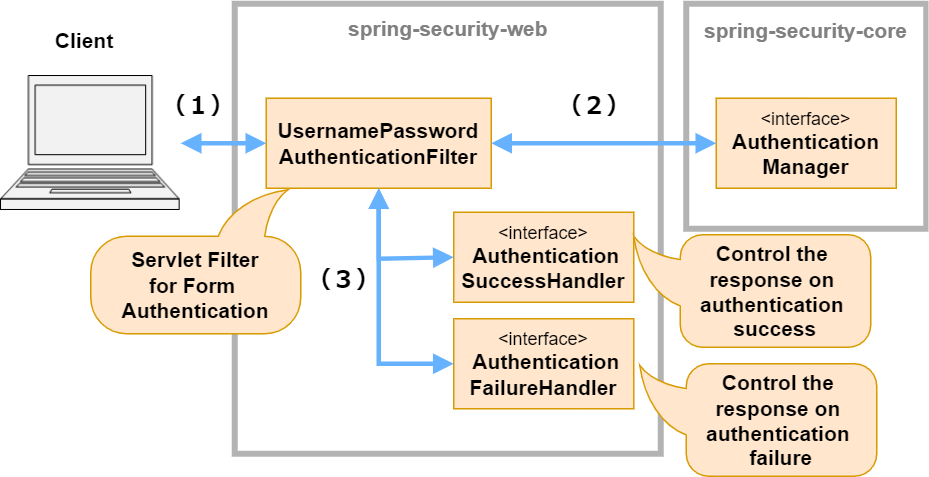 Client
spring-security-web
spring-security-core
(1)
UsernamePassword
AuthenticationFilter
(2)
<interface>
Authentication
Manager
Servlet Filter
for Form
Authentication
(3)
<interface>
Authentication
SuccessHandler
Control the
response on
authentication
success
<interface>
Authentication
FailureHandler
Control the
response on
authentication
failure